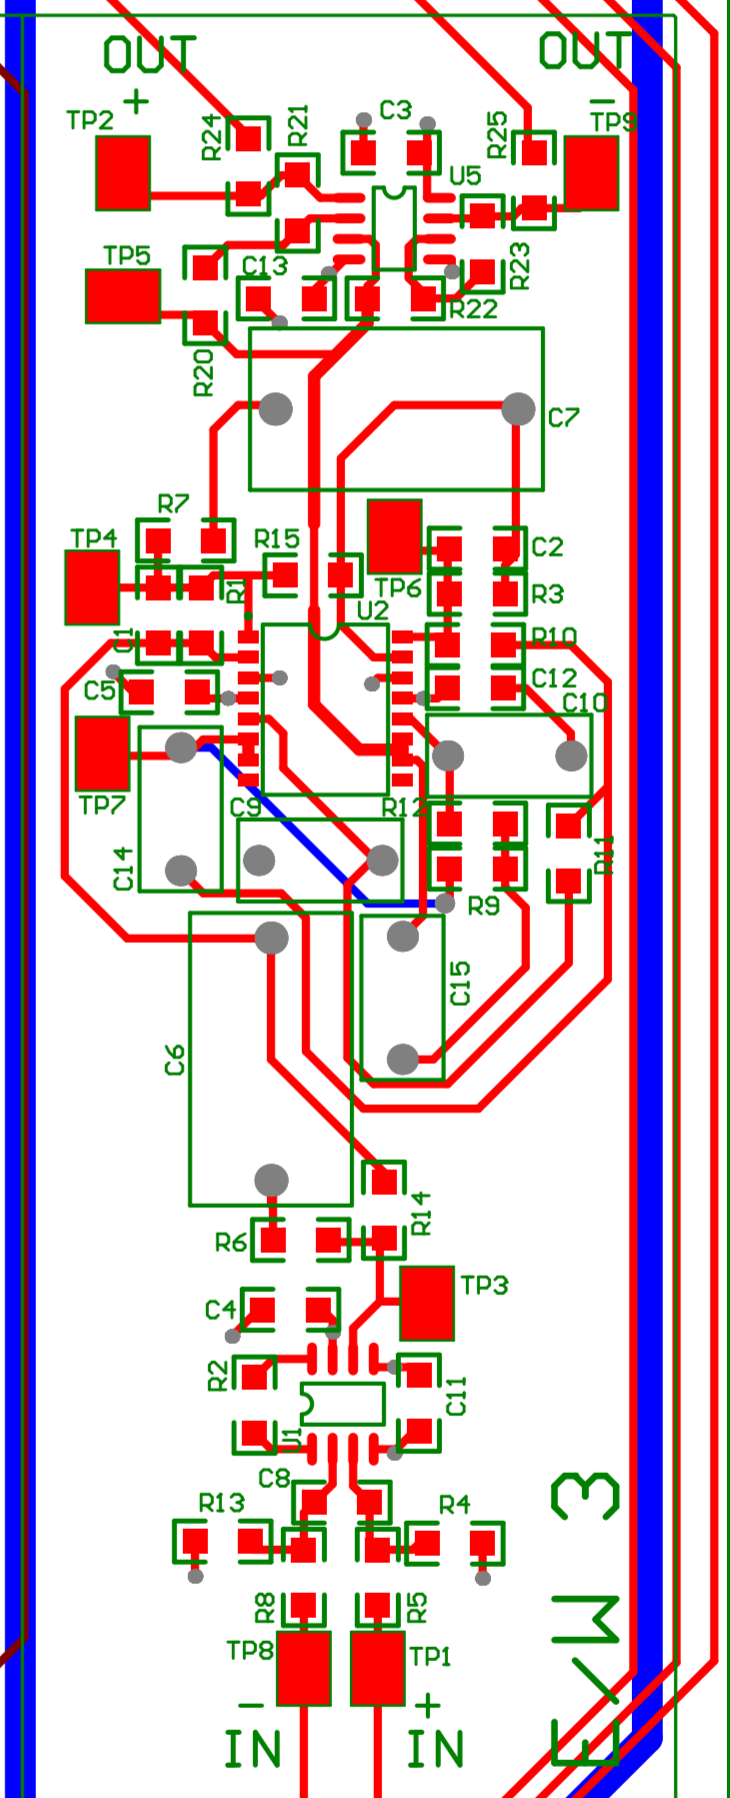 OUT
OUT
+
−
TP2
R24
R21
C3
R25
TP9
U5
TP5
C13
R23
R22
R20
C7
R7
TP4
R15
C2
TP6
R3
R1
U2
C1
R10
C5
C12
C10
TP7
C9
R12
C14
R11
R9
C15
C6
R14
R6
TP3
C4
R2
C11
U1
C8
R13
R4
R8
R5
TP8
TP1
−
+
IN
IN
E\M 3